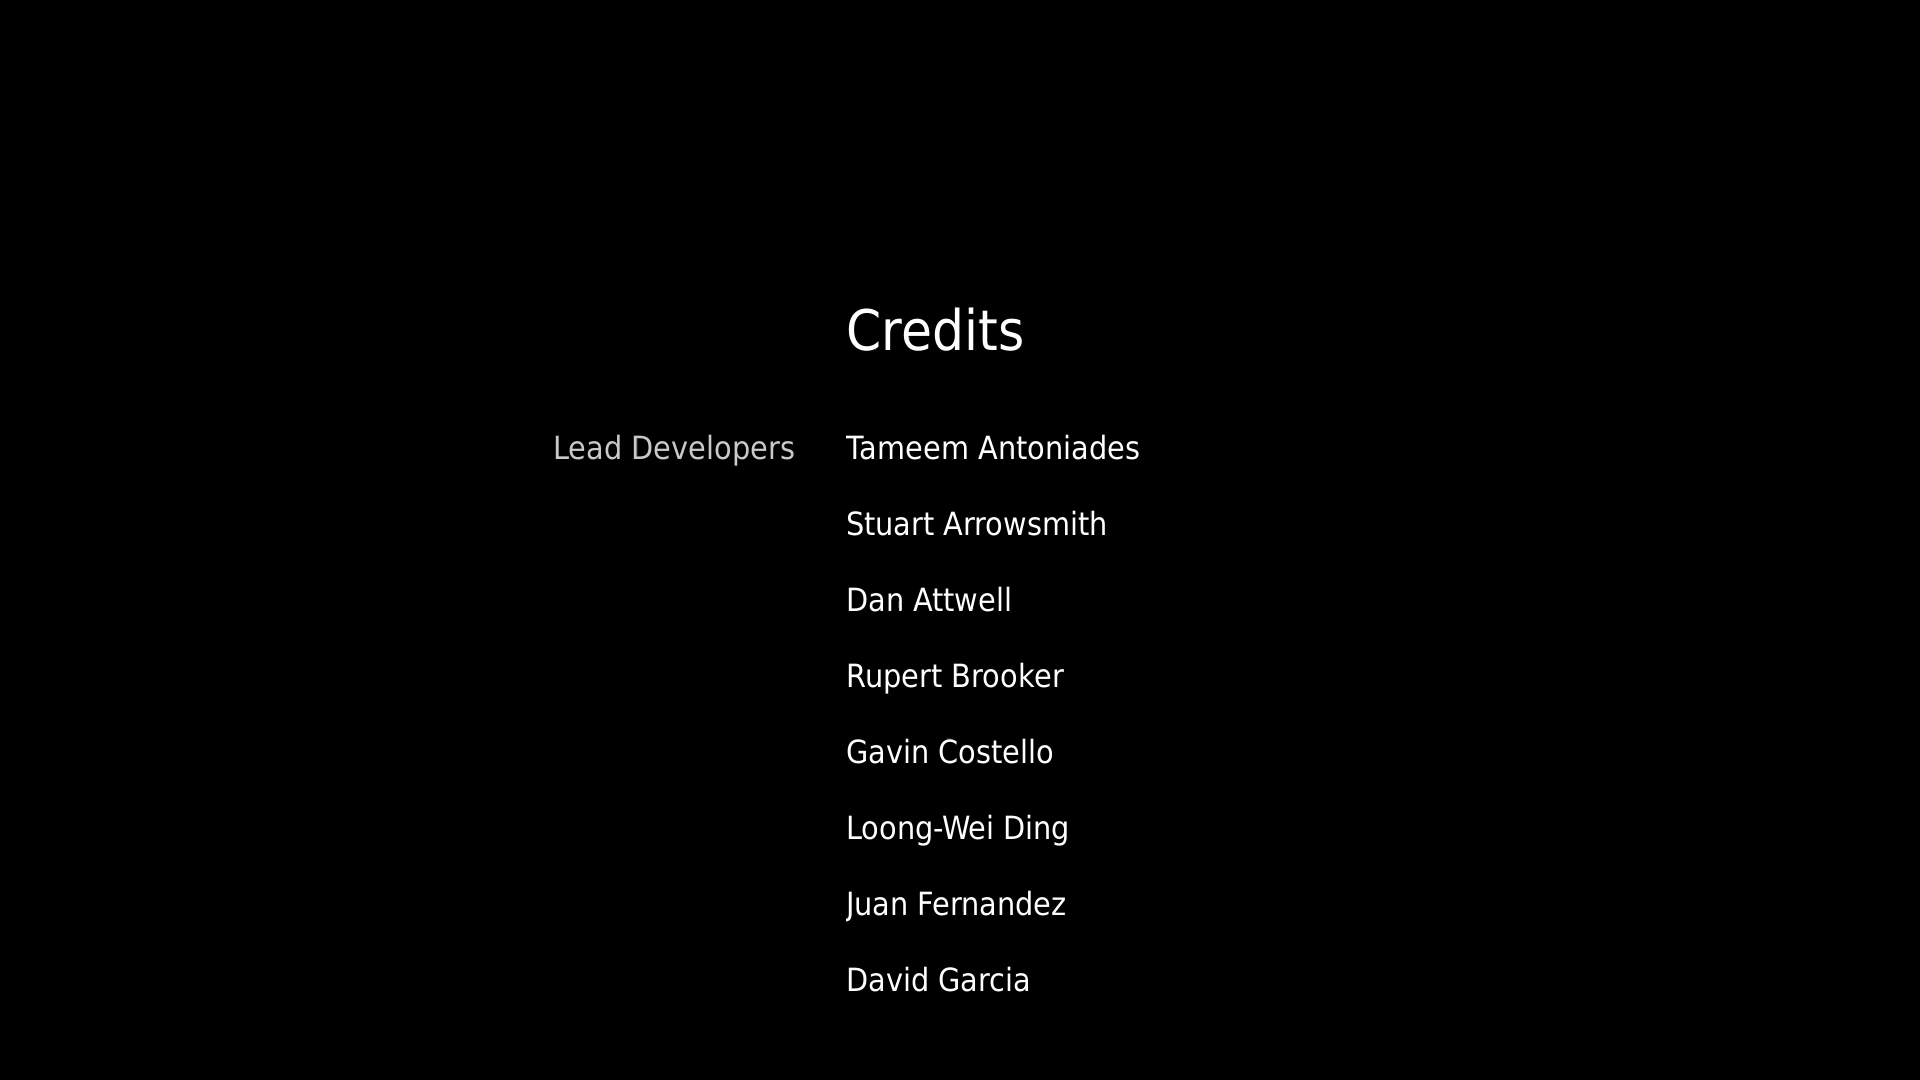 Credits
Lead Developers Tameem Antoniades
Stuart Arrowsmith
Dan Attwell
Rupert Brooker
Gavin Costello
Loong-Wei Ding
Juan Fernandez
David Garcia